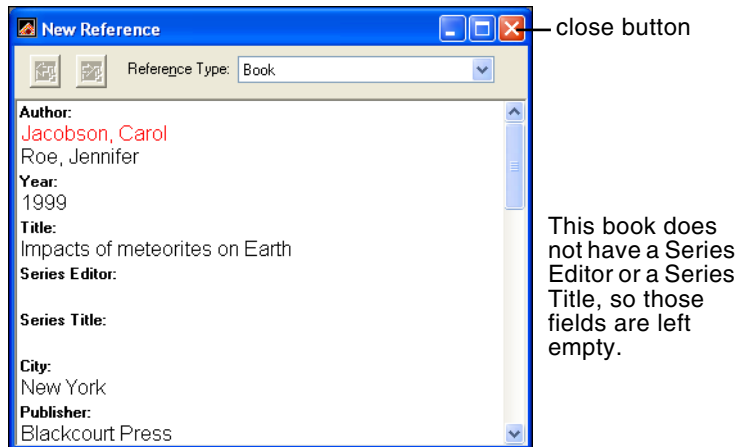 New Reference
close button
Reference Type: Book
Author:
Jacobson, Carol
Roe, Jennifer
Year:
1999
Title:
Impacts of meteorites on Earth
Series Editor:
Series Title:
City:
New York
Publisher:
Blackcourt Press
This book does
not have a Series
Editor or a Series
Title, so those
fields are left
empty.